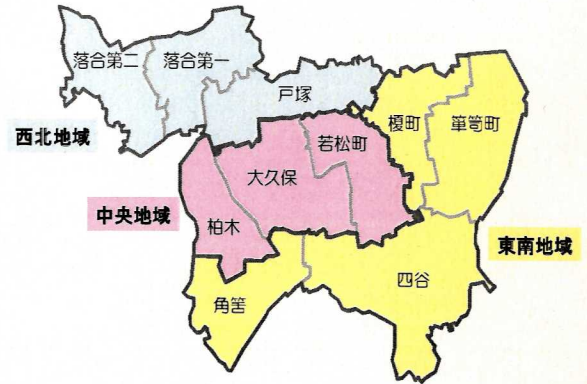 落合第二
落合第一
戸塚
榎町
箪笥町
西北地域
若松町
大久保
中央地域
柏木
東南地域
四谷
角筈